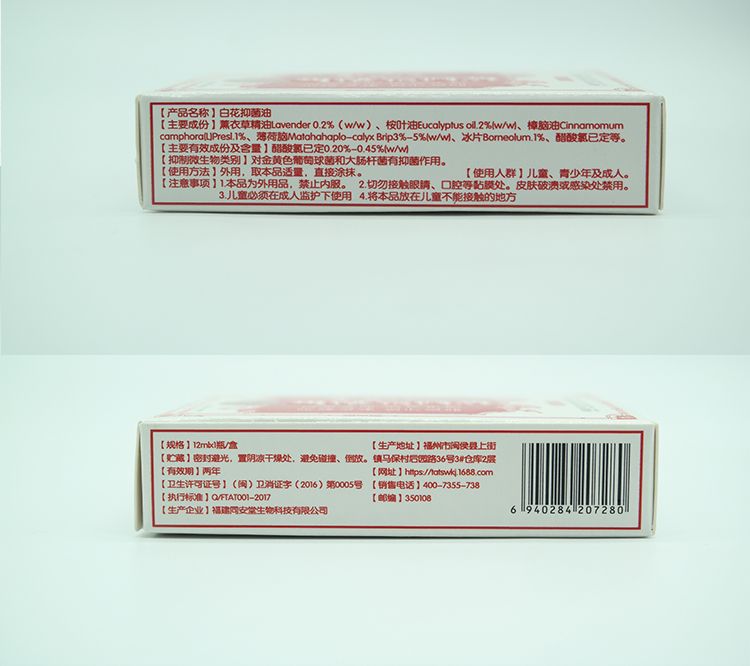 【产品名称】白花抑菌油
【主要成份】薰衣草精油Lavender 0.2%（w/w）、桉叶油Eucalyptus oil.2%(w/w)、樟脑油Cinnamomum
camphora(L)Presl.1%、薄荷脑Matahahaplo-calyx Brip3%-5%(w/w)、冰片Borneolum.1%、醋酸氯已定等。
【主要有效成份及含量】醋酸氯已定0.20%-0.45%(w/w)
【抑制微生物类别】对金黄色葡萄球菌和大肠杆菌有抑菌作用。
【使用方法】外用，取本品适量，直接涂抹。 【使用人群】儿童、青少年及成人。
【注意事项】1.本品为外用品，禁止内服。 2.切勿接触眼睛、口腔等黏膜处。皮肤破溃或感染处禁用。
3.儿童必须在成人监护下使用 4.将本品放在儿童不能接触的地方
【规格】12mlx1瓶/盒
【贮藏】密封避光，置阴凉干燥处，避免碰撞、倒放。
【有效期】两年
【卫生许可证号】（闽）卫消证字（2016）第0005号
【执行标准】Q/FTAT001-2017
【生产企业】福建同安堂生物科技有限公司
【生产地址】福州市闽侯县上街
镇马保村后园路36号3#仓库2层
【网址】https://tatswkj.1688.com
【销售电话】400-7355-738
【邮编】350108
6 940284 207280